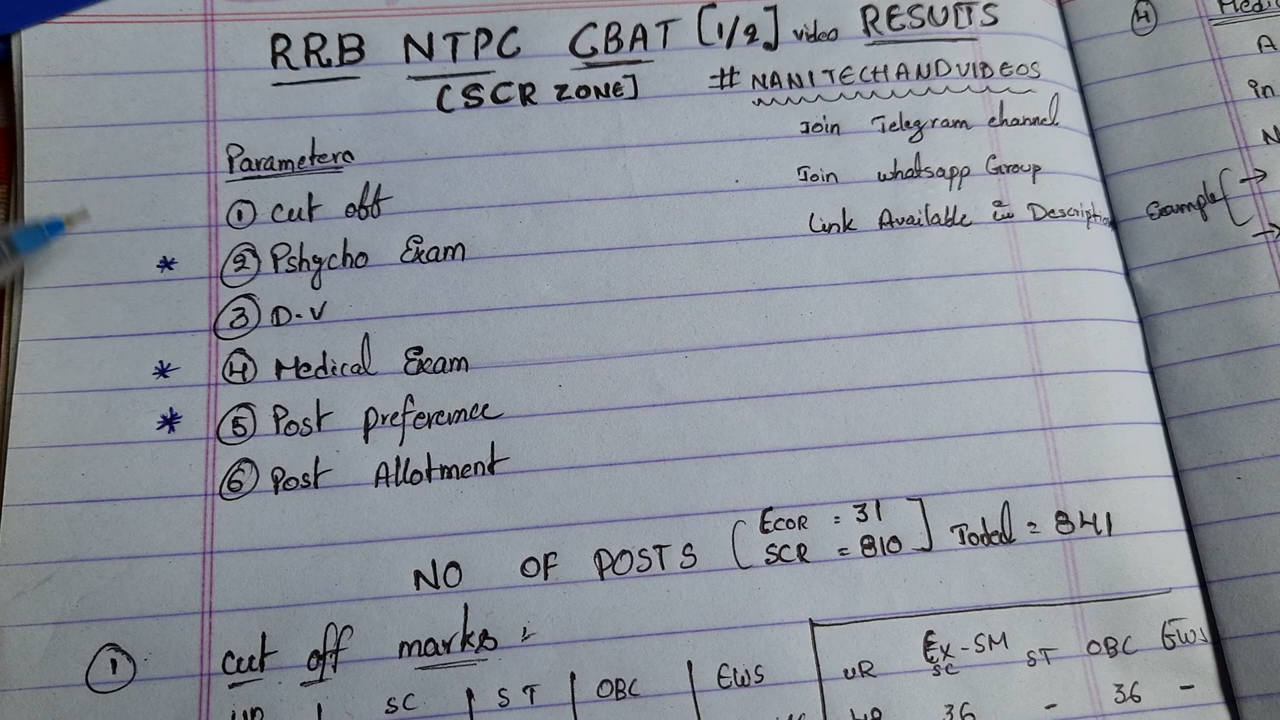 RRB NTPC CBAT [1/2] video RESULTS
[SCR ZONE]
# NANITECHANDVIDEOS
Join Telegram channel
Join whatsapp Group
Link Available in Description
Parameters
① cut off
* ② Pshycho Exam
③ D-V
* ④ Medical Exam
* ⑤ Post preference
⑥ Post Allotment
NO OF POSTS ( ECOR = 31 SCR = 810 ] Total = 841
① cut off marks :
SC | ST | OBC | EWS
Ex-SM
UR SC ST OBC EWS
36 - 36 -
④
A
in
N
Example { →
→